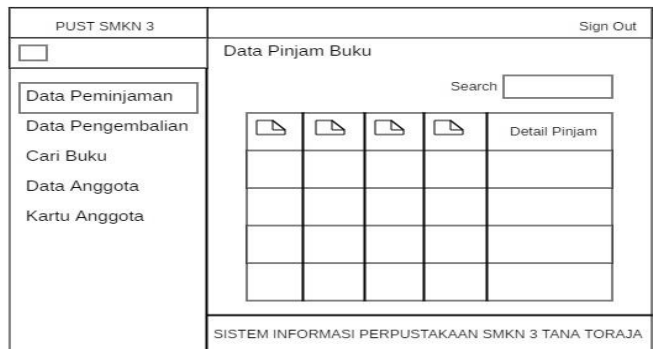 PUST SMKN 3
Sign Out
Data Pinjam Buku
Search
Data Peminjaman
Data Pengembalian
Cari Buku
Data Anggota
Kartu Anggota
Detail Pinjam
SISTEM INFORMASI PERPUSTAKAAN SMKN 3 TANA TORAJA